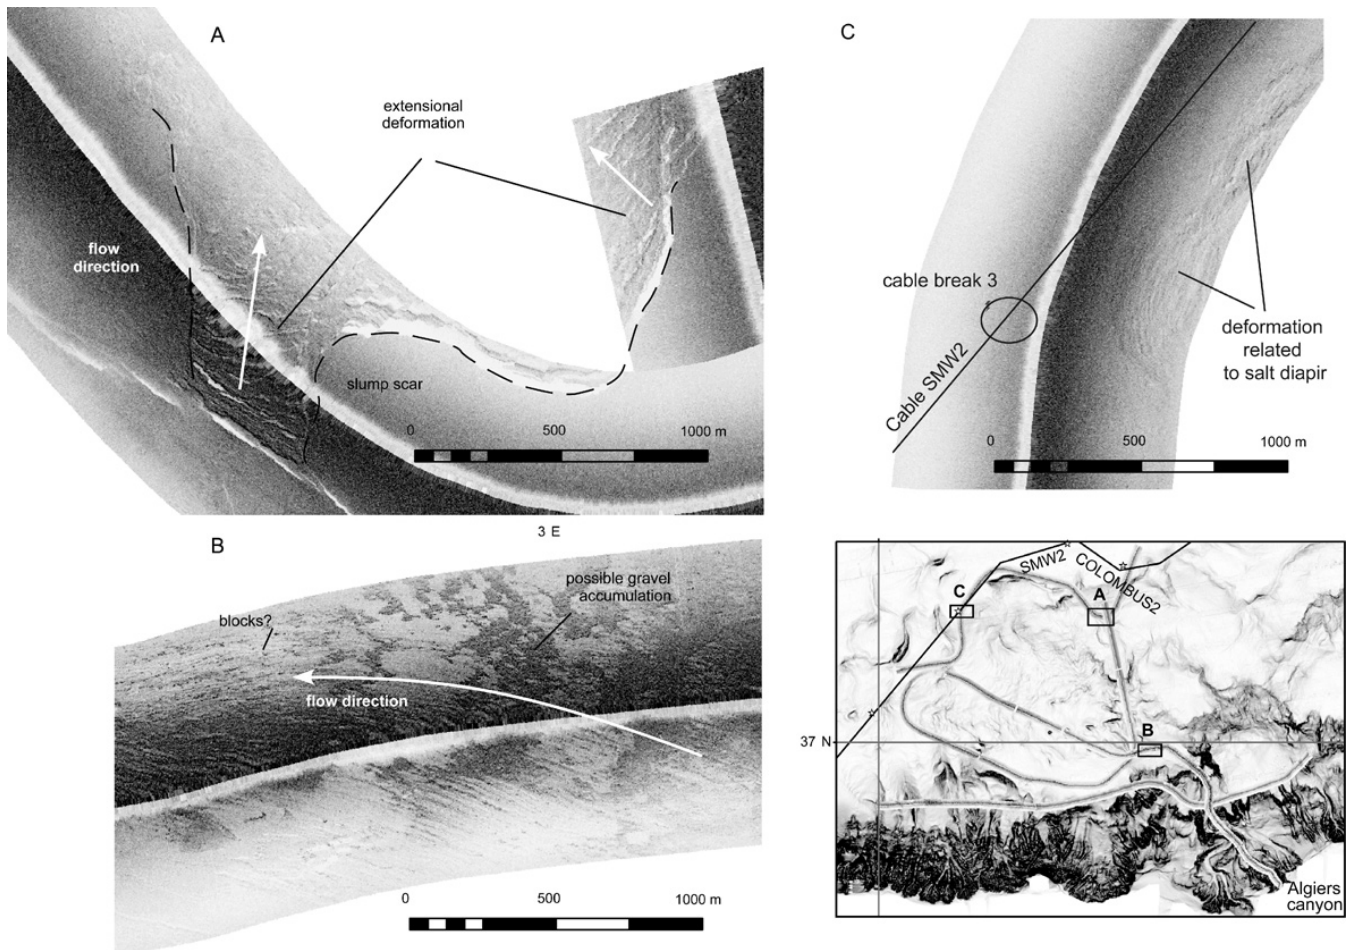 A
extensional
deformation
flow
direction
slump scar
0 500 1000 m
C
cable break 3
Cable SMW2
deformation
related
to salt diapir
0 500 1000 m
B
possible gravel
accumulation
blocks?
flow direction
0 500 1000 m
3 E
SMW2
COLOMBUS2
C
A
B
37 N
Algiers
canyon